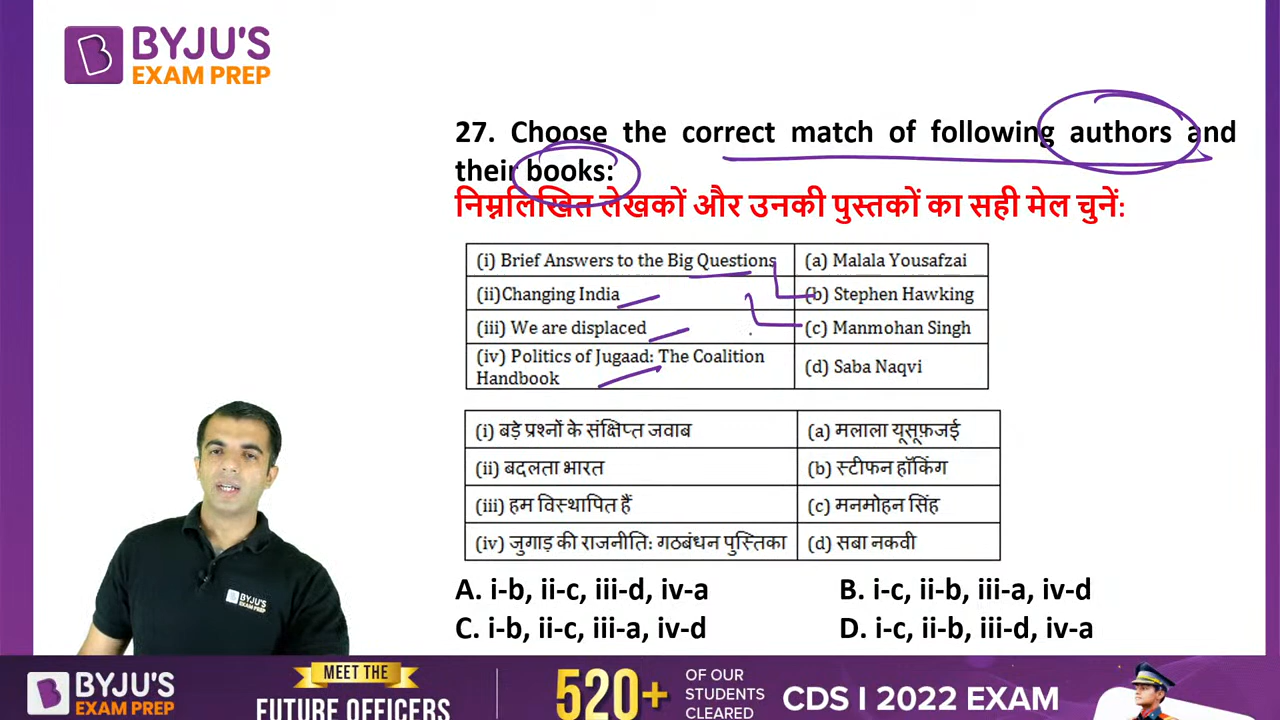 BYJU'S
EXAM PREP
27. Choose the correct match of following authors and
their books:
निम्नलिखित लेखकों और उनकी पुस्तकों का सही मेल चुनें:
(i) Brief Answers to the Big Questions (a) Malala Yousafzai
(ii)Changing India (b) Stephen Hawking
(iii) We are displaced (c) Manmohan Singh
(iv) Politics of Jugaad: The Coalition
Handbook (d) Saba Naqvi
(i) बड़े प्रश्नों के संक्षिप्त जवाब (a) मलाला यूसूफ़जई
(ii) बदलता भारत (b) स्टीफन हॉकिंग
(iii) हम विस्थापित हैं (c) मनमोहन सिंह
(iv) जुगाड़ की राजनीति: गठबंधन पुस्तिका (d) सबा नकवी
A. i-b, ii-c, iii-d, iv-a B. i-c, ii-b, iii-a, iv-d
C. i-b, ii-c, iii-a, iv-d D. i-c, ii-b, iii-d, iv-a
BYJU'S
EXAM PREP
BYJU'S
EXAM PREP
MEET THE
FUTURE OFFICERS
520+
OF OUR
STUDENTS
CLEARED
CDS I 2022 EXAM